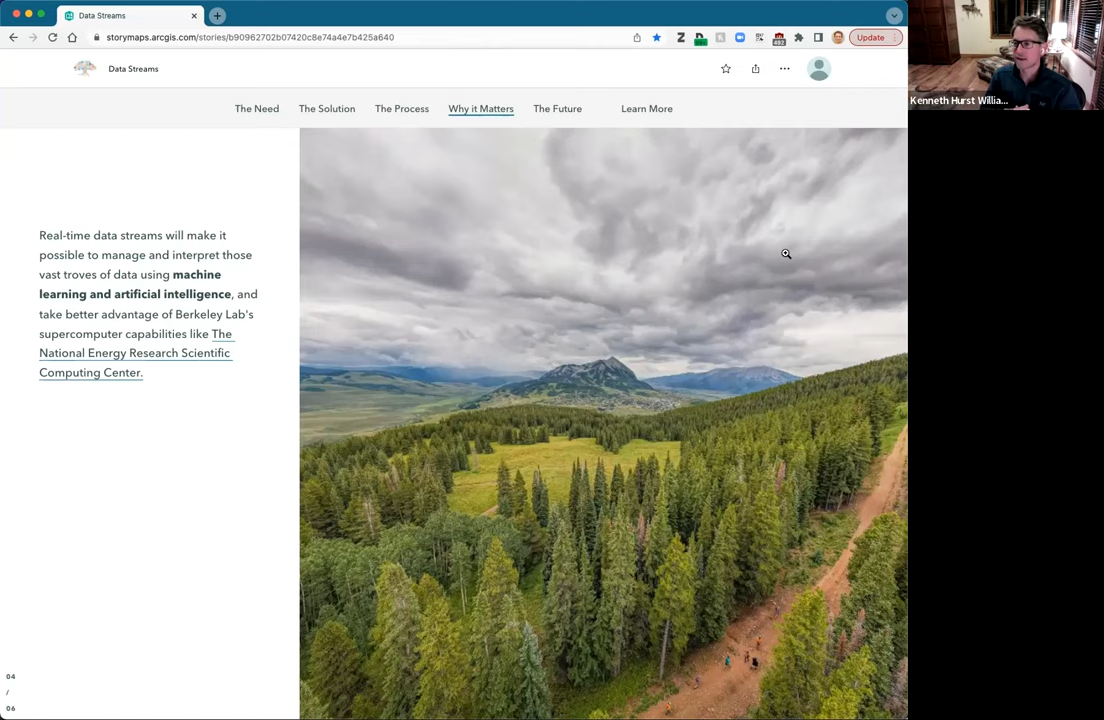 Data Streams
storymaps.arcgis.com/stories/b90962702b07420c8e74a4e7b425a640
492
Update
Kenneth Hurst Willia...
Data Streams
The Need
The Solution
The Process
Why it Matters
The Future
Learn More
Real-time data streams will make it
possible to manage and interpret those
vast troves of data using machine
learning and artificial intelligence, and
take better advantage of Berkeley Lab's
supercomputer capabilities like The
National Energy Research Scientific
Computing Center.
04
/
06